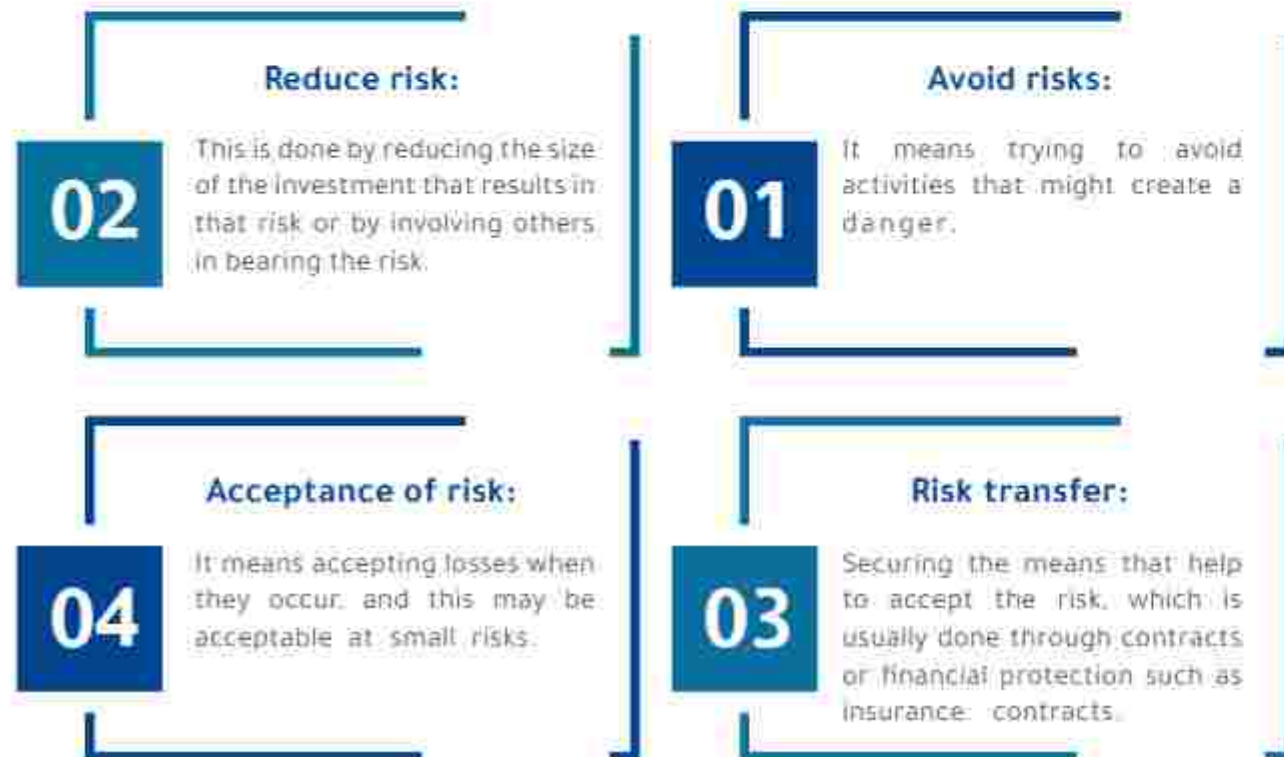 Avoid risks:
01
It means trying to avoid
activities that might create a
danger.
Reduce risk:
02
This is done by reducing the size
of the investment that results in
that risk or by involving others
in bearing the risk.
Risk transfer:
03
Securing the means that help
to accept the risk, which is
usually done through contracts
or financial protection such as
insurance contracts.
Acceptance of risk:
04
It means accepting losses when
they occur, and this may be
acceptable at small risks.